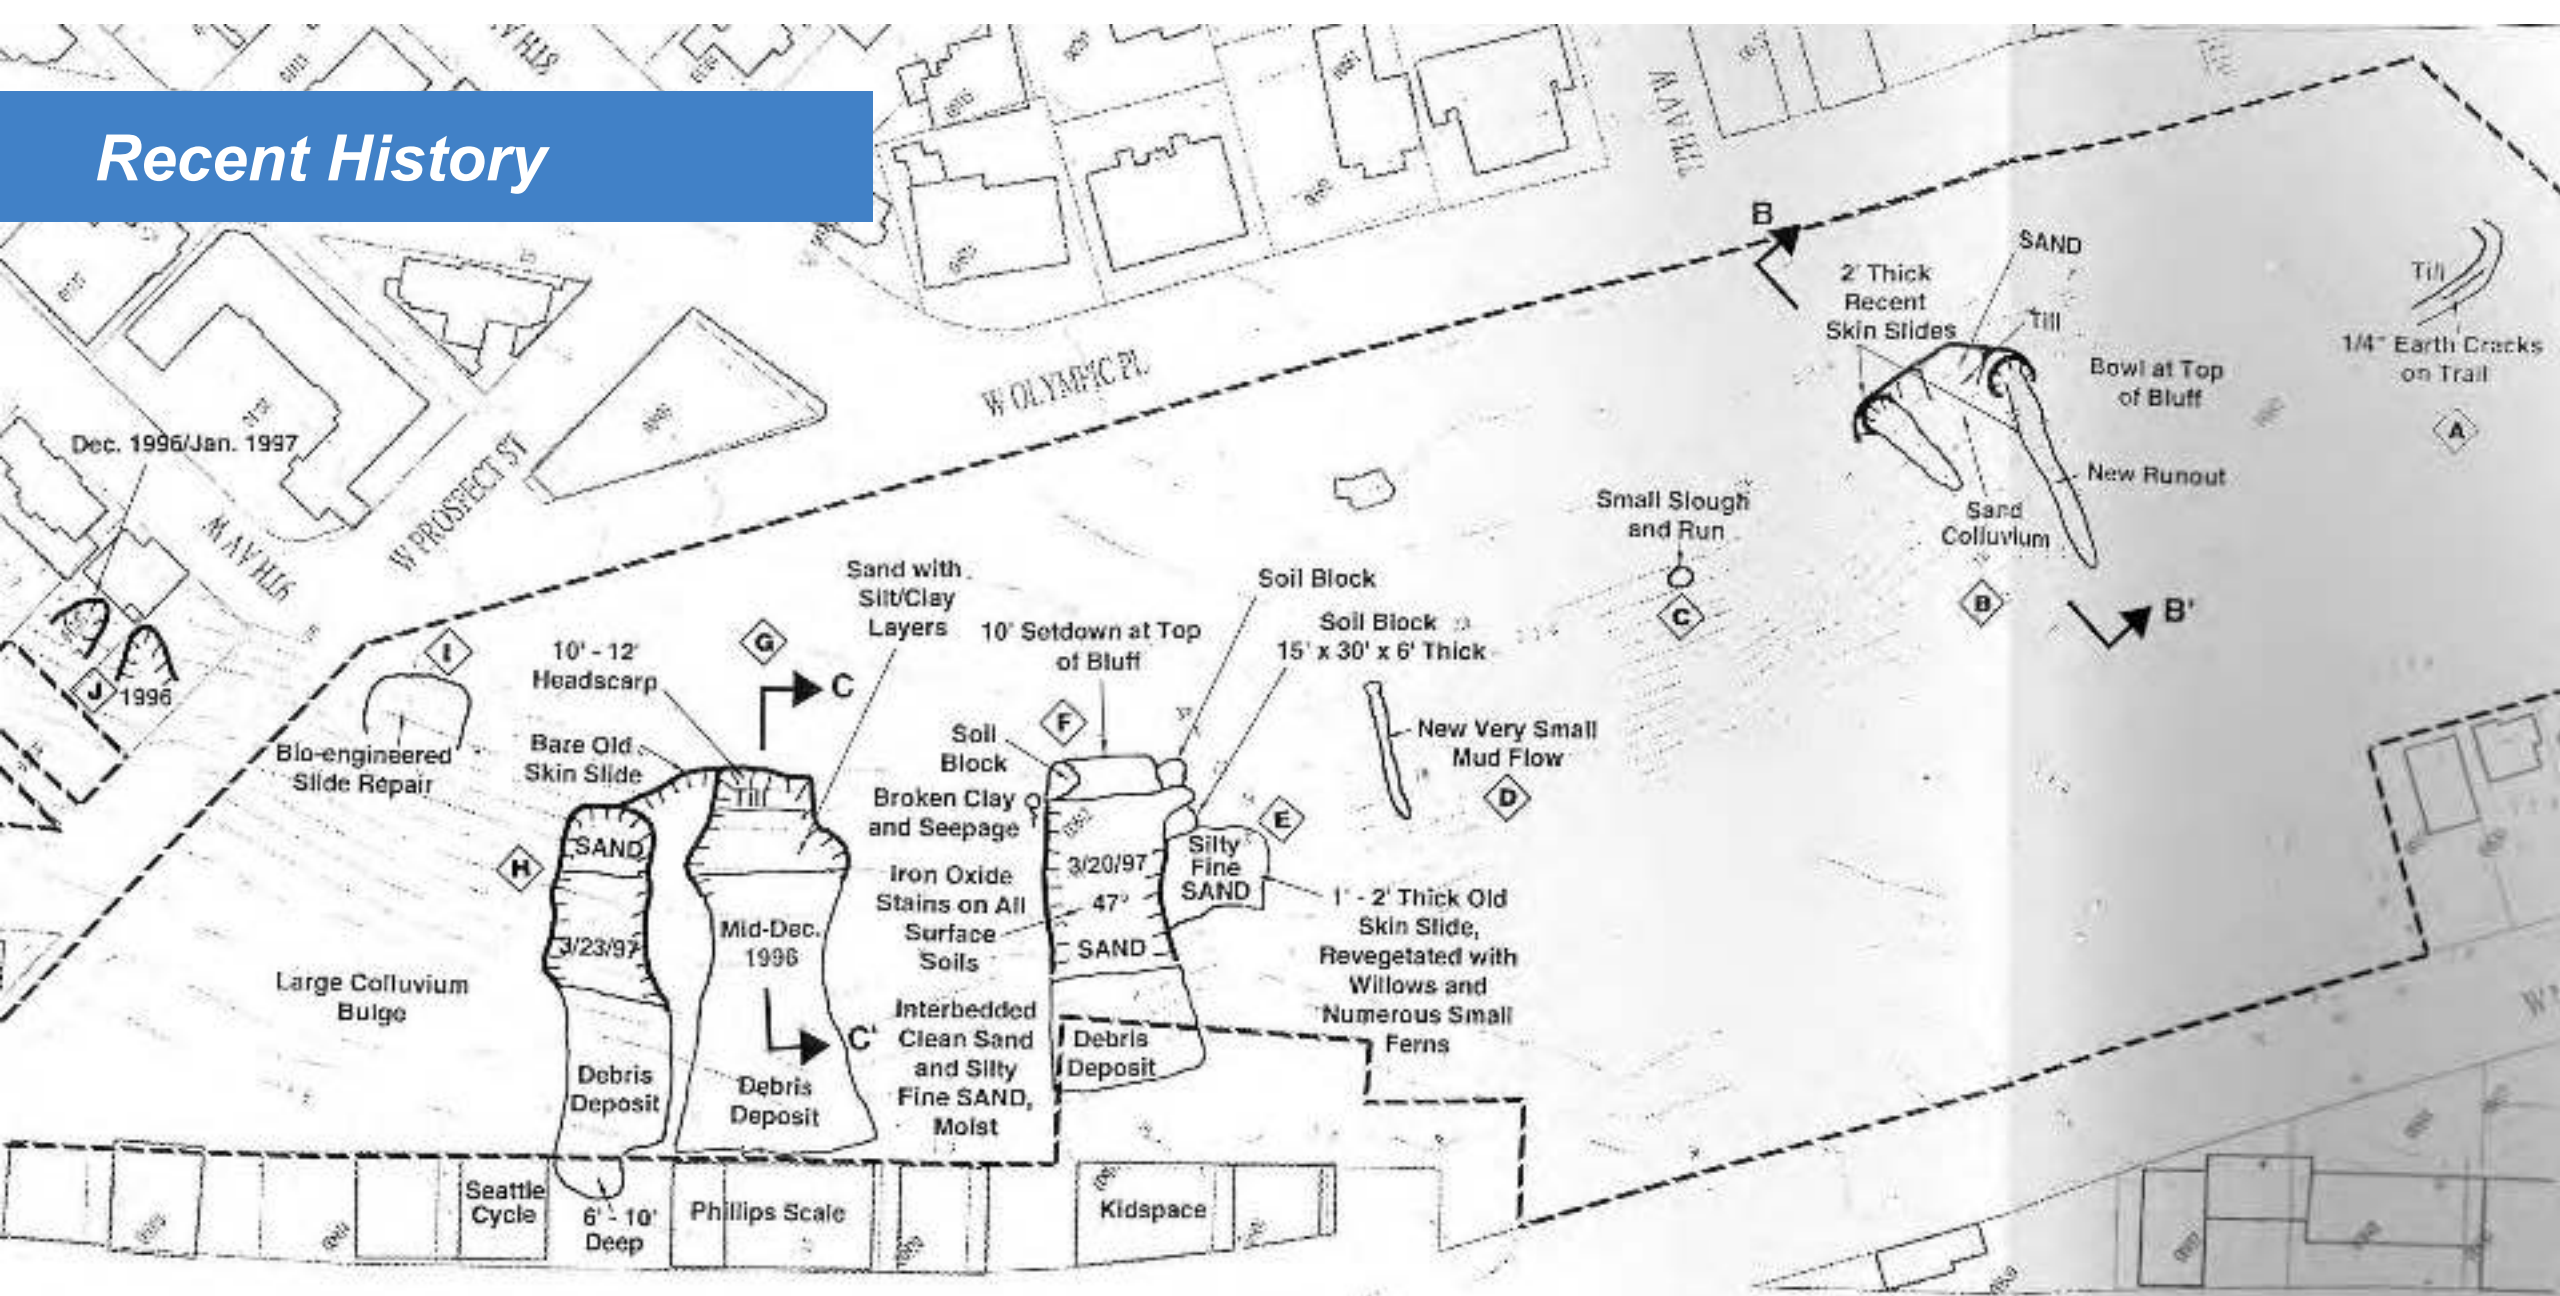 Recent History
Dec. 1996/Jan. 1997
W PROSPECT ST
W OLYMPIC PL
J
1996
I
Bio-engineered
Slide Repair
Large Colluvium
Bulge
H
SAND
3/23/97
Debris
Deposit
6' - 10'
Deep
Seattle
Cycle
Bare Old
Skin Slide
10' - 12'
Headscarp
G
C
Till
Mid-Dec.
1996
C'
Debris
Deposit
Phillips Scale
Sand with
Silt/Clay
Layers
10' Setdown at Top
of Bluff
F
Soil
Block
Broken Clay
and Seepage
Iron Oxide
Stains on All
Surface
Soils
Interbedded
Clean Sand
and Silty
Fine SAND,
Moist
3/20/97
47°
SAND
Debris
Deposit
Kidspace
Soil Block
Soil Block
15' x 30' x 6' Thick
E
Silty
Fine
SAND
1' - 2' Thick Old
Skin Slide,
Revegetated with
Willows and
Numerous Small
Ferns
New Very Small
Mud Flow
D
Small Slough
and Run
C
B
2' Thick
Recent
Skin Slides
SAND
Till
Bowl at Top
of Bluff
New Runout
Sand
Colluvium
B
B'
Till
1/4" Earth Cracks
on Trail
A